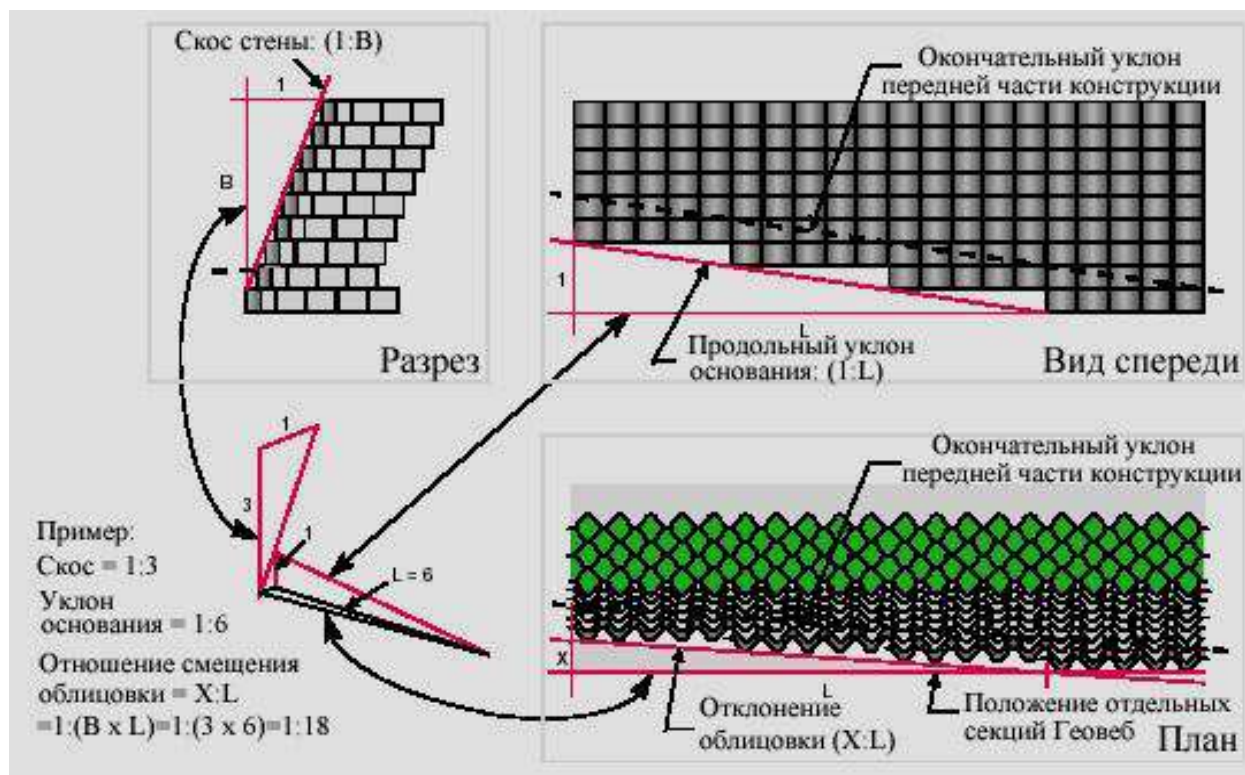 Скос стены: (1:B)
1
B
Разрез
Окончательный уклон
передней части конструкции
1
L
Продольный уклон
основания: (1:L)
Вид спереди
1
3
1
L = 6
Пример:
Скос = 1:3
Уклон
основания = 1:6
Отношение смещения
облицовки = X:L
=1:(B x L)=1:(3 x 6)=1:18
Окончательный уклон
передней части конструкции
X
L
Отклонение
облицовки (X:L)
Положение отдельных
секций Геовеб
План